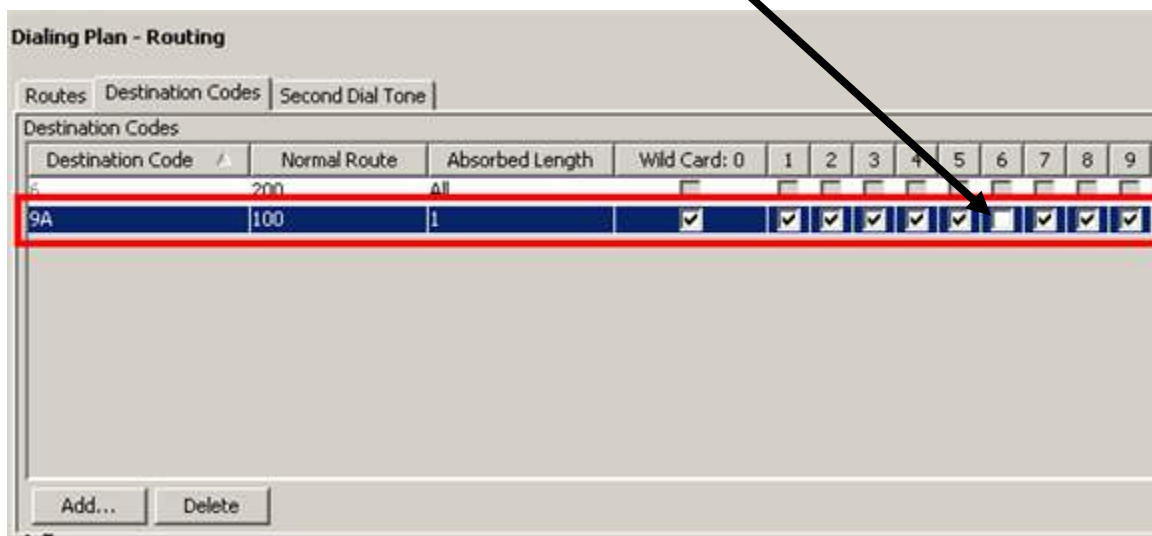 Dialing Plan - Routing
Routes Destination Codes Second Dial Tone
Destination Codes
Destination Code Normal Route Absorbed Length Wild Card: 0 1 2 3 4 5 6 7 8 9
6 200 All
9A 100 1
Add... Delete